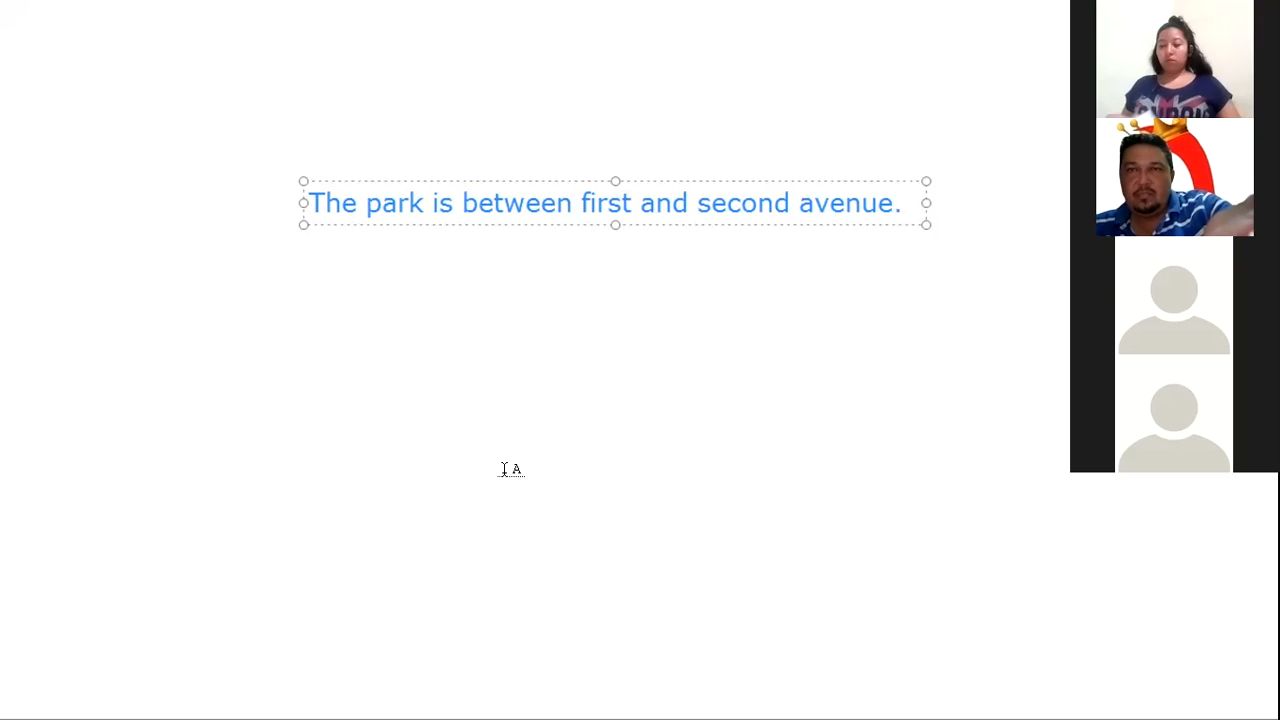 The park is between first and second avenue.
A